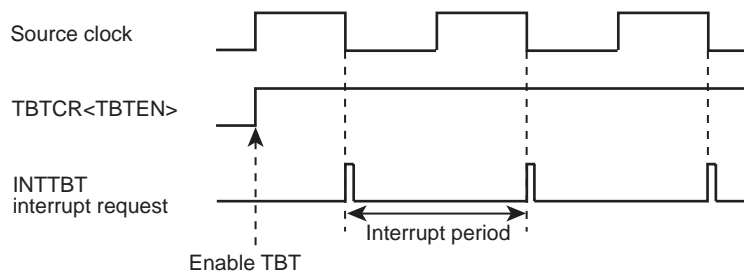 Source clock
TBTCR<TBTEN>
INTTBT
interrupt request
Interrupt period
Enable TBT